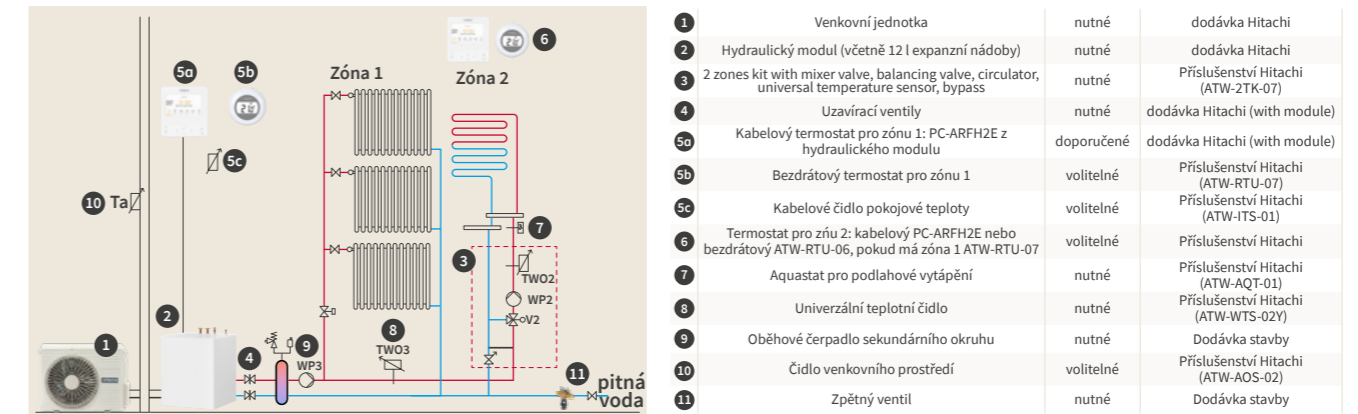 6
5a
5b
Zóna 1
Zóna 2
5c
10
Ta
7
3
TWO2
WP2
V2
2
8
TWO3
1
4
9
WP3
11
pitná
voda
1 Venkovní jednotka nutné dodávka Hitachi
2 Hydraulický modul (včetně 12 l expanzní nádoby) nutné dodávka Hitachi
3 2 zones kit with mixer valve, balancing valve, circulator,
universal temperature sensor, bypass nutné Příslušenství Hitachi
(ATW-2TK-07)
4 Uzavírací ventily nutné dodávka Hitachi (with module)
5a Kabelový termostat pro zónu 1: PC-ARFH2E z
hydraulického modulu doporučené dodávka Hitachi (with module)
5b Bezdrátový termostat pro zónu 1 volitelné Příslušenství Hitachi
(ATW-RTU-07)
5c Kabelové čidlo pokojové teploty volitelné Příslušenství Hitachi
(ATW-ITS-01)
6 Termostat pro zńu 2: kabelový PC-ARFH2E nebo
bezdrátový ATW-RTU-06, pokud má zóna 1 ATW-RTU-07 volitelné Příslušenství Hitachi
7 Aquastat pro podlahové vytápění nutné Příslušenství Hitachi
(ATW-AQT-01)
8 Univerzální teplotní čidlo nutné Příslušenství Hitachi
(ATW-WTS-02Y)
9 Oběhové čerpadlo sekundárního okruhu nutné Dodávka stavby
10 Čidlo venkovního prostředí volitelné Příslušenství Hitachi
(ATW-AOS-02)
11 Zpětný ventil nutné Dodávka stavby